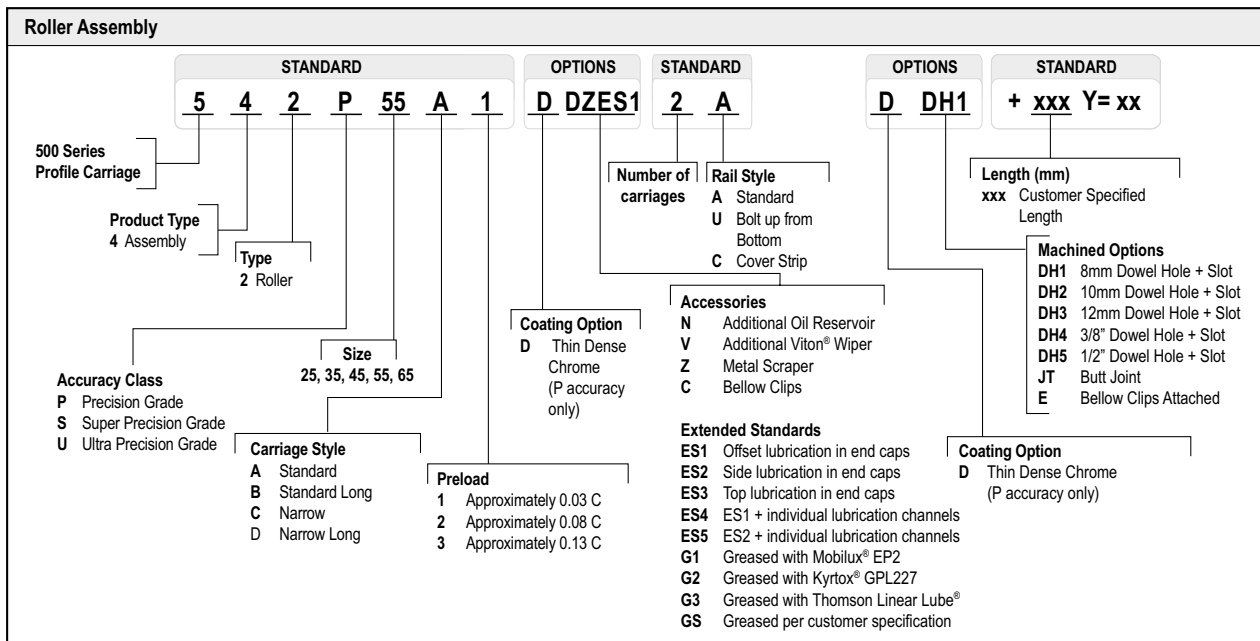 Roller Assembly
STANDARD
OPTIONS
STANDARD
OPTIONS
STANDARD
5 4 2 P 55 A 1 D DZES1 2 A D DH1 + xxx Y= xx
500 Series
Profile Carriage
Product Type
4 Assembly
Type
2 Roller
Accuracy Class
P Precision Grade
S Super Precision Grade
U Ultra Precision Grade
Size
25, 35, 45, 55, 65
Carriage Style
A Standard
B Standard Long
C Narrow
D Narrow Long
Preload
1 Approximately 0.03 C
2 Approximately 0.08 C
3 Approximately 0.13 C
Coating Option
D Thin Dense
Chrome
(P accuracy
only)
Number of
carriages
Rail Style
A Standard
U Bolt up from
Bottom
C Cover Strip
Accessories
N Additional Oil Reservoir
V Additional Viton® Wiper
Z Metal Scraper
C Bellow Clips
Extended Standards
ES1 Offset lubrication in end caps
ES2 Side lubrication in end caps
ES3 Top lubrication in end caps
ES4 ES1 + individual lubrication channels
ES5 ES2 + individual lubrication channels
G1 Greased with Mobilux® EP2
G2 Greased with Kyrtox® GPL227
G3 Greased with Thomson Linear Lube®
GS Greased per customer specification
Length (mm)
xxx Customer Specified
Length
Machined Options
DH1 8mm Dowel Hole + Slot
DH2 10mm Dowel Hole + Slot
DH3 12mm Dowel Hole + Slot
DH4 3/8” Dowel Hole + Slot
DH5 1/2” Dowel Hole + Slot
JT Butt Joint
E Bellow Clips Attached
Coating Option
D Thin Dense Chrome
(P accuracy only)